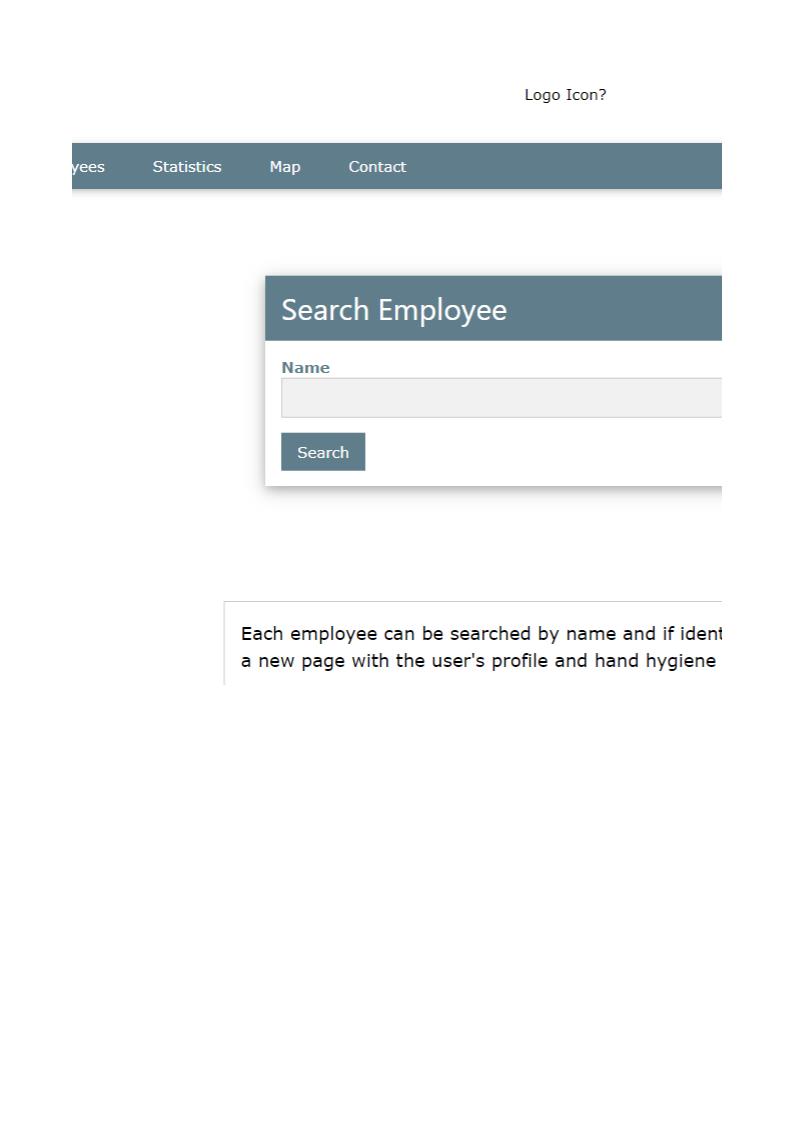 Logo Icon?
yees Statistics Map Contact
Search Employee
Name
Search
Each employee can be searched by name and if ident
a new page with the user's profile and hand hygiene